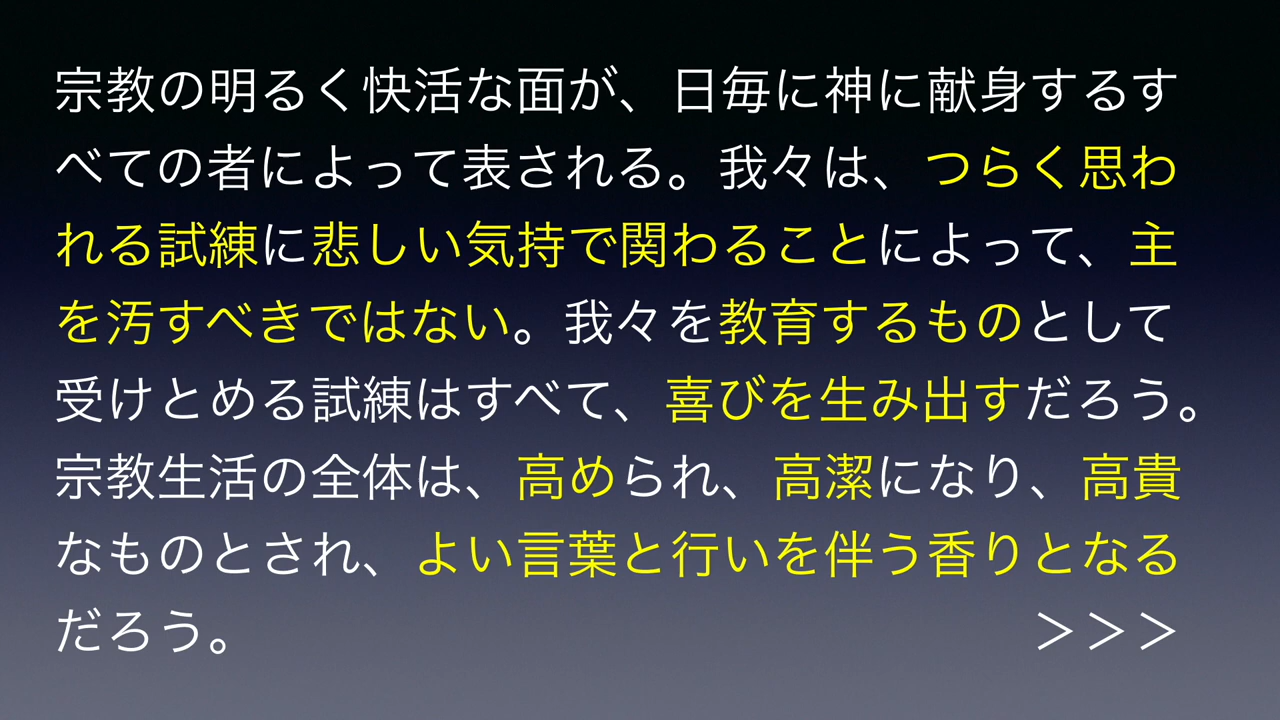 宗教の明るく快活な面が、日毎に神に献身するす
べての者によって表される。我々は、つらく思わ
れる試練に悲しい気持で関わることによって、主
を汚すべきではない。我々を教育するものとして
受けとめる試練はすべて、喜びを生み出すだろう。
宗教生活の全体は、高められ、高潔になり、高貴
なものとされ、よい言葉と行いを伴う香りとなる
だろう。 ＞＞＞